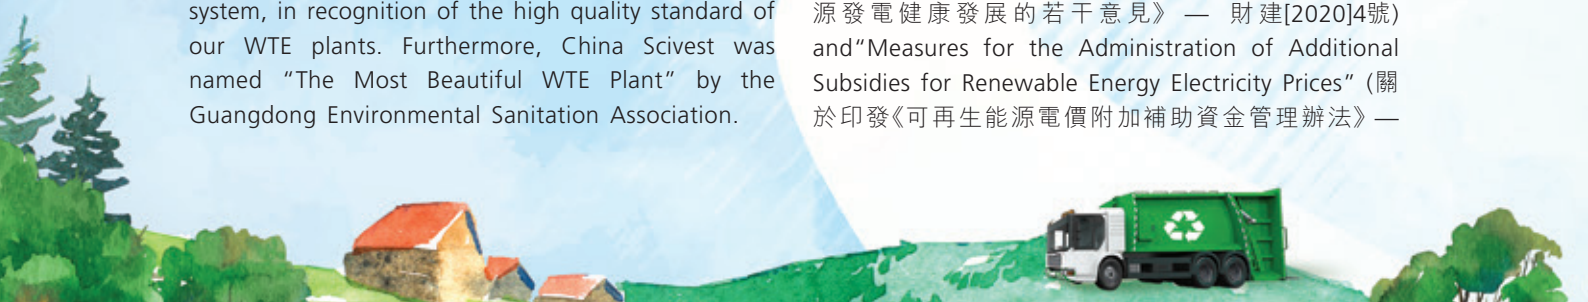 system, in recognition of the high quality standard of
our WTE plants. Furthermore, China Scivest was
named “The Most Beautiful WTE Plant” by the
Guangdong Environmental Sanitation Association.
源發電健康發展的若干意見》 — 財建[2020]4號)
and“Measures for the Administration of Additional
Subsidies for Renewable Energy Electricity Prices” (關
於印發《可再生能源電價附加補助資金管理辦法》—